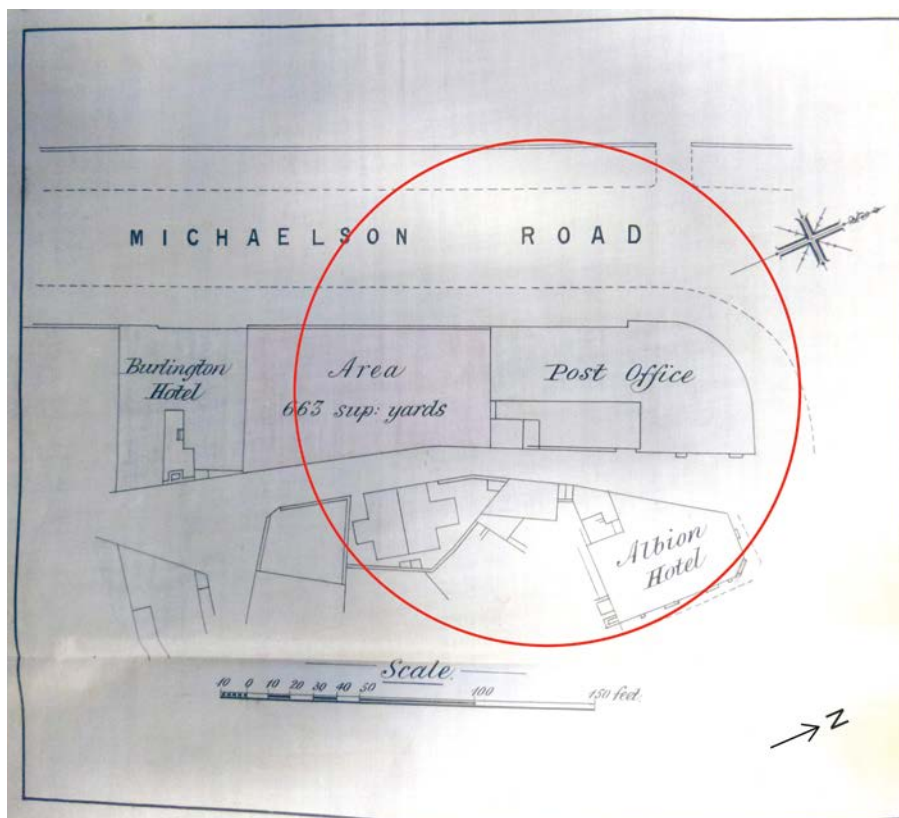 MICHAELSON ROAD
Burlington
Hotel
Area
663 sup: yards
Post Office
Albion
Hotel
Scale
10 0 10 20 30 40 50 100 150 feet.
N